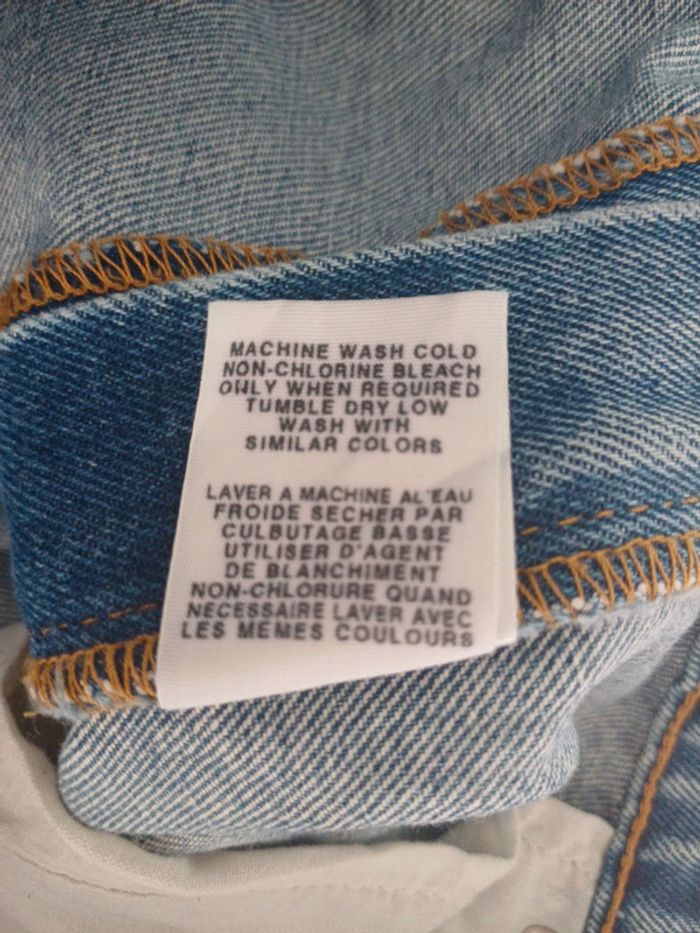 MACHINE WASH COLD
NON-CHLORINE BLEACH
ONLY WHEN REQUIRED
TUMBLE DRY LOW
WASH WITH
SIMILAR COLORS
LAVER A MACHINE AL'EAU
FROIDE SECHER PAR
CULBUTAGE BASSE
UTILISER D'AGENT
DE BLANCHIMENT
NON-CHLORURE QUAND
NECESSAIRE LAVER AVEC
LES MEMES COULOURS